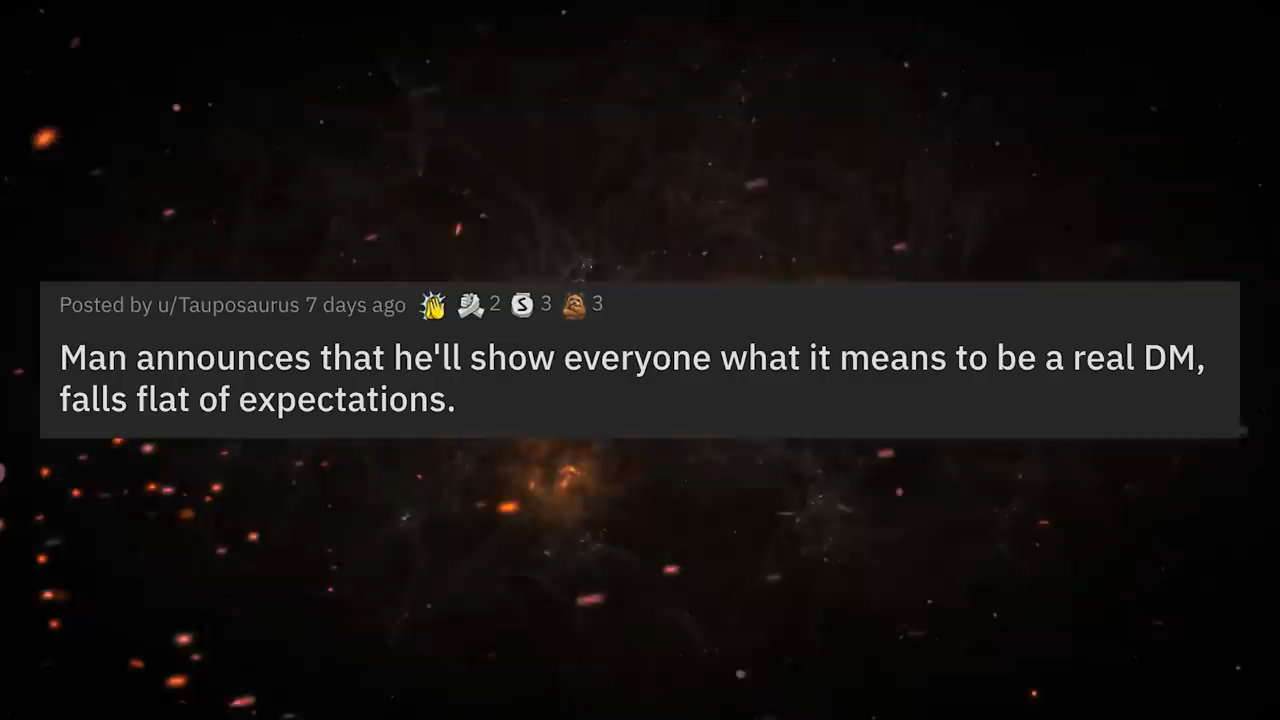 Posted by u/Tauposaurus 7 days ago 2 3 3
Man announces that he'll show everyone what it means to be a real DM,
falls flat of expectations.